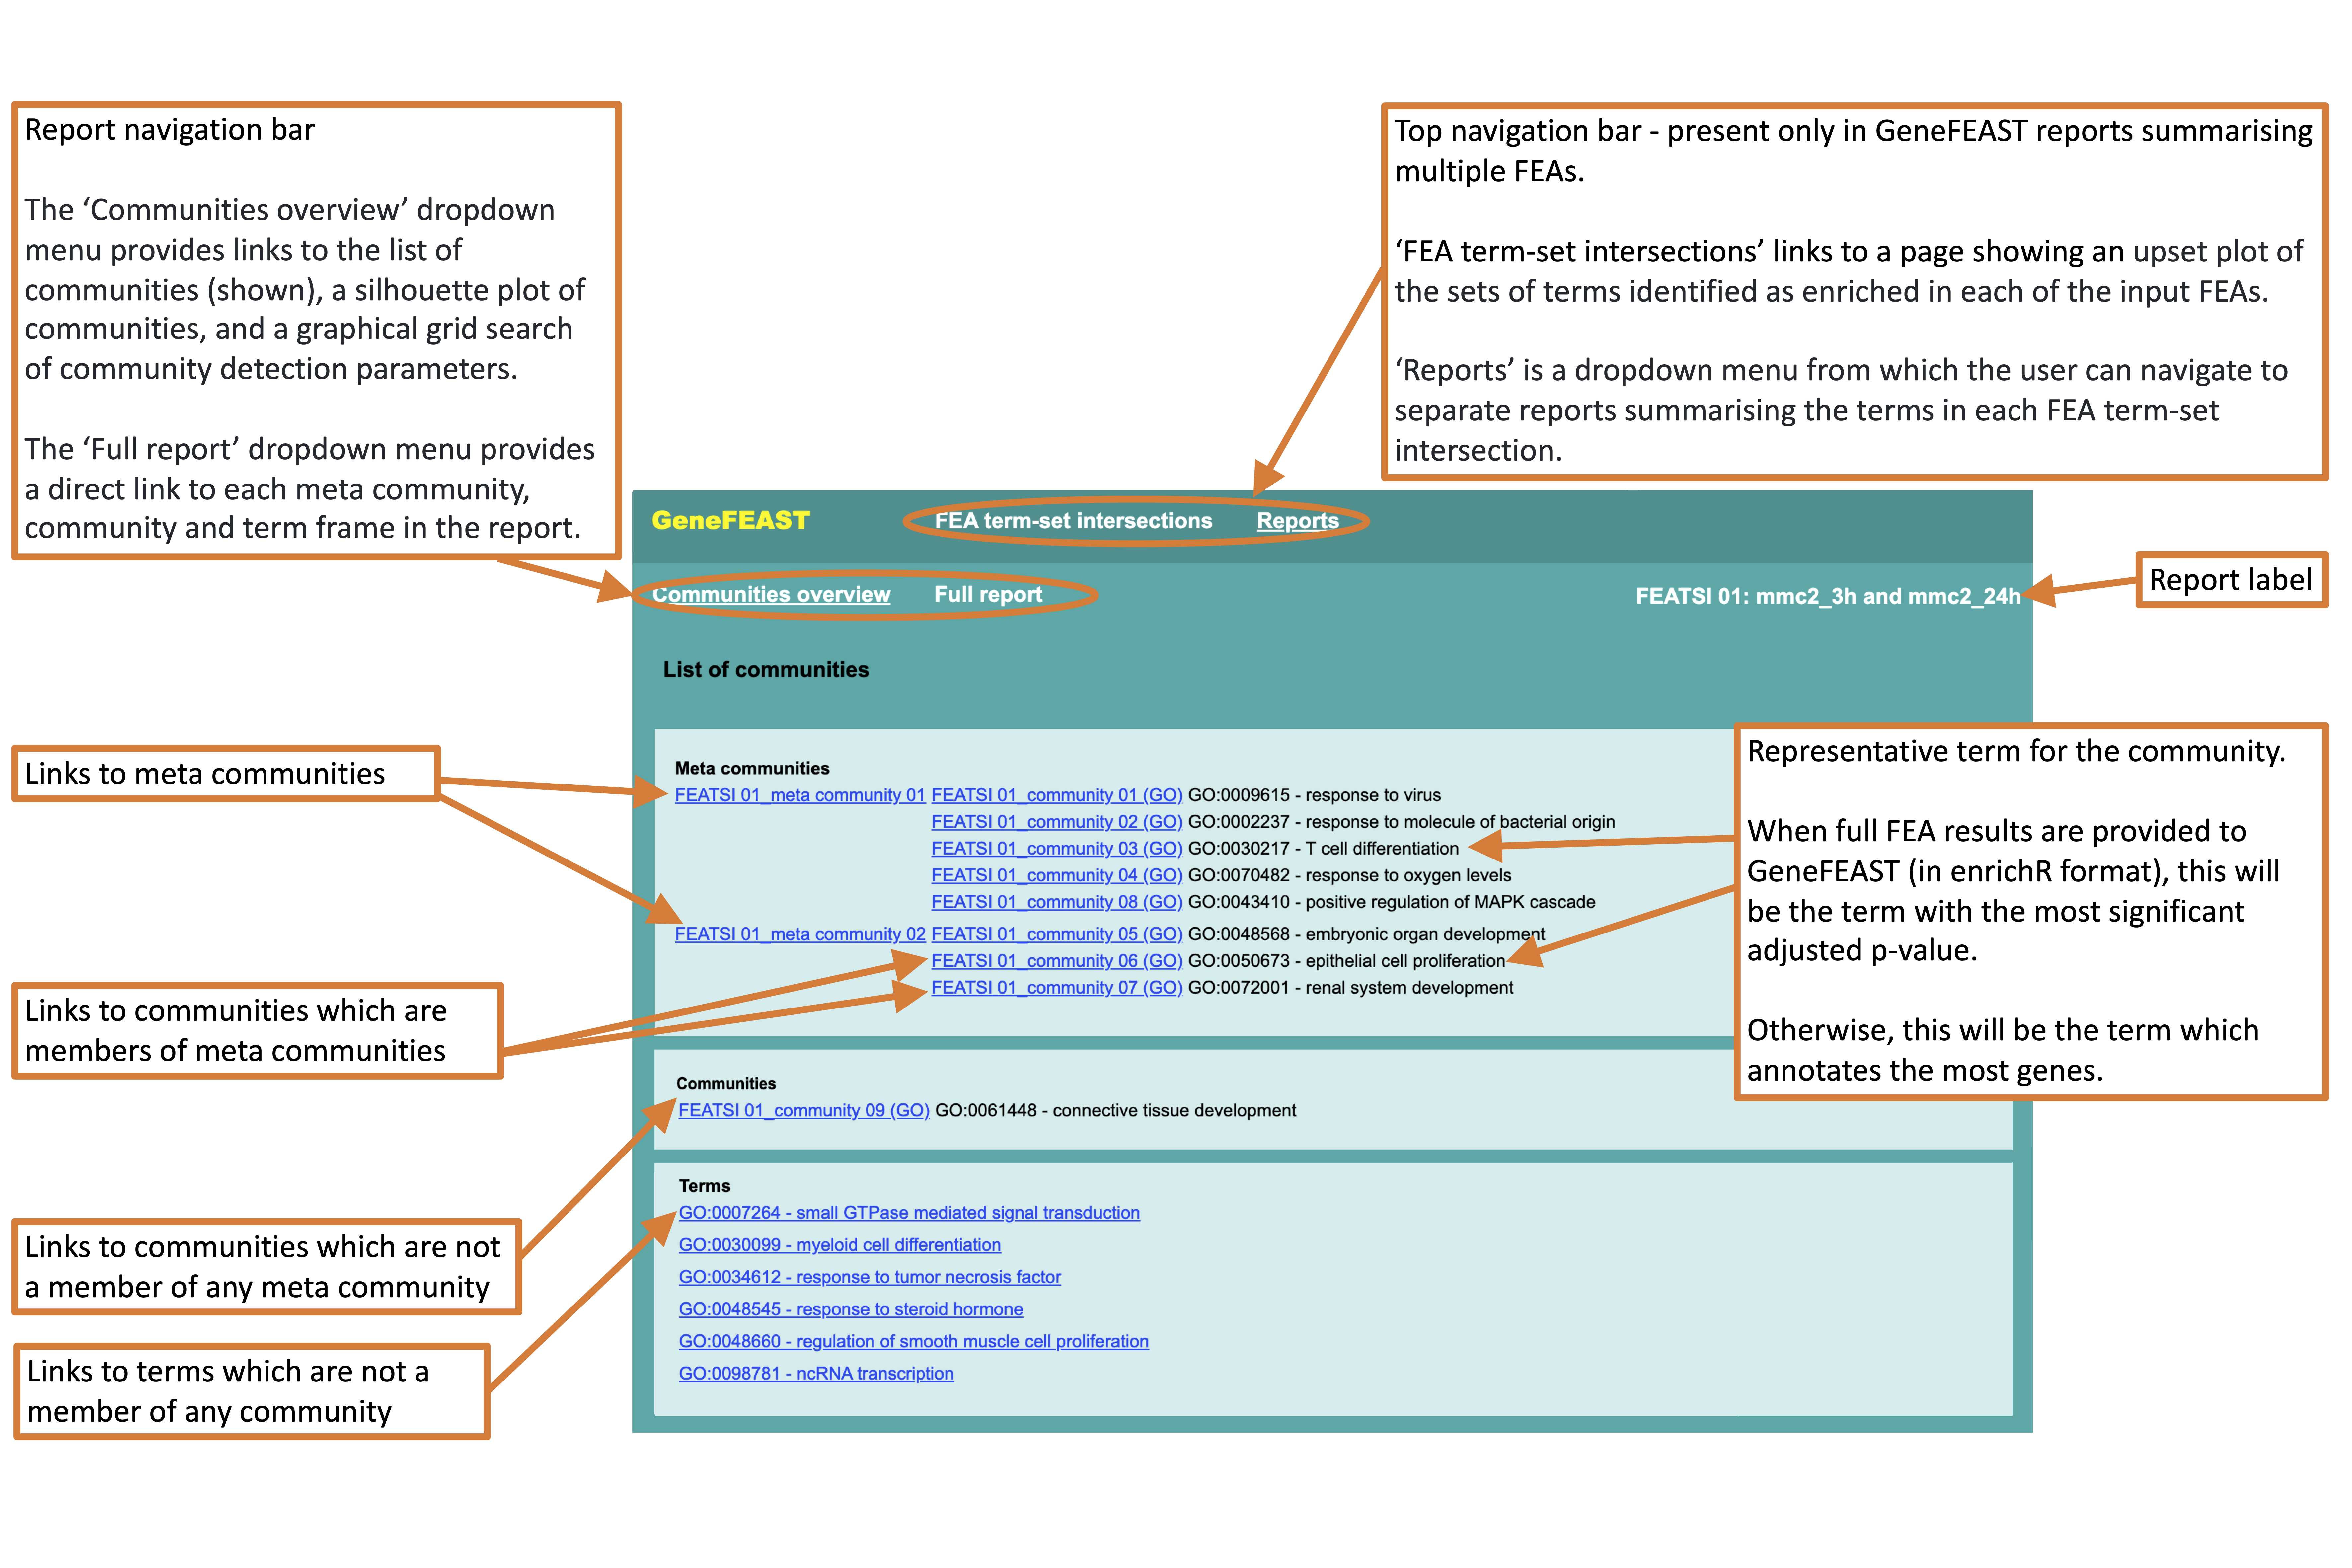 Report navigation bar
The ‘Communities overview’ dropdown
menu provides links to the list of
communities (shown), a silhouette plot of
communities, and a graphical grid search
of community detection parameters.
The ‘Full report’ dropdown menu provides
a direct link to each meta community,
community and term frame in the report.
Top navigation bar - present only in GeneFEAST reports summarising
multiple FEAs.
‘FEA term-set intersections’ links to a page showing an upset plot of
the sets of terms identified as enriched in each of the input FEAs.
‘Reports’ is a dropdown menu from which the user can navigate to
separate reports summarising the terms in each FEA term-set
intersection.
GeneFEAST FEA term-set intersections Reports
Communities overview Full report FEATSI 01: mmc2_3h and mmc2_24h
Report label
List of communities
Links to meta communities
Meta communities
FEATSI 01_meta community 01 FEATSI 01_community 01 (GO) GO:0009615 - response to virus
FEATSI 01_community 02 (GO) GO:0002237 - response to molecule of bacterial origin
FEATSI 01_community 03 (GO) GO:0030217 - T cell differentiation
FEATSI 01_community 04 (GO) GO:0070482 - response to oxygen levels
FEATSI 01_community 08 (GO) GO:0043410 - positive regulation of MAPK cascade
FEATSI 01_meta community 02 FEATSI 01_community 05 (GO) GO:0048568 - embryonic organ development
FEATSI 01_community 06 (GO) GO:0050673 - epithelial cell proliferation
FEATSI 01_community 07 (GO) GO:0072001 - renal system development
Representative term for the community.
When full FEA results are provided to
GeneFEAST (in enrichR format), this will
be the term with the most significant
adjusted p-value.
Otherwise, this will be the term which
annotates the most genes.
Links to communities which are
members of meta communities
Communities
FEATSI 01_community 09 (GO) GO:0061448 - connective tissue development
Links to communities which are not
a member of any meta community
Terms
GO:0007264 - small GTPase mediated signal transduction
GO:0030099 - myeloid cell differentiation
GO:0034612 - response to tumor necrosis factor
GO:0048545 - response to steroid hormone
GO:0048660 - regulation of smooth muscle cell proliferation
GO:0098781 - ncRNA transcription
Links to terms which are not a
member of any community